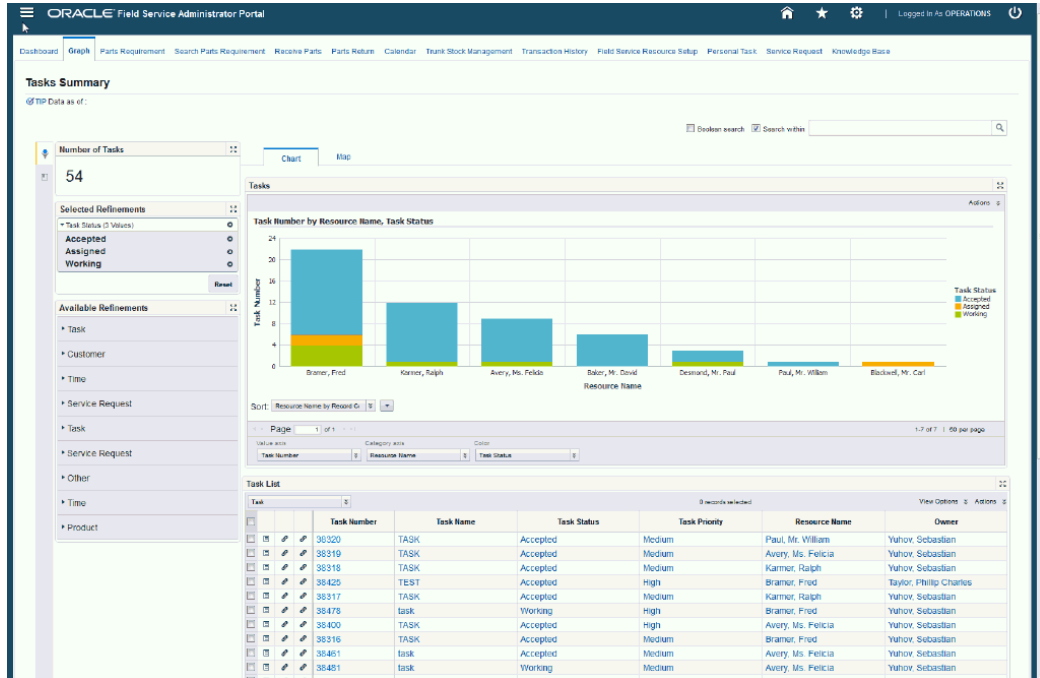 ORACLE Field Service Administrator Portal
Logged In As OPERATIONS
Dashboard Graph Parts Requirement Search Parts Requirement Receive Parts Parts Return Calendar Trunk Stock Management Transaction History Field Service Resource Setup Personal Task Service Request Knowledge Base
Tasks Summary
TIP Data as of :
Boolean search Search within
Number of Tasks
54
Selected Refinements
Task Status (3 Values)
Accepted
Assigned
Working
Reset
Available Refinements
Task
Customer
Time
Service Request
Task
Service Request
Other
Time
Product
Chart Map
Tasks
Actions
Task Number by Resource Name, Task Status
Task Number
24
20
16
12
8
4
0
Bramer, Fred Karmer, Ralph Avery, Ms. Felicia Baker, Mr. David Desmond, Mr. Paul Paul, Mr. William Blackwell, Mr. Carl
Resource Name
Task Status
Accepted
Assigned
Working
Sort: Resource Name by Record C
Page 1 of 1
1-7 of 7 | 50 per page
Value axis Category axis Color
Task Number Resource Name Task Status
Task List
Task 0 records selected View Options Actions
Task Number Task Name Task Status Task Priority Resource Name Owner
38320 TASK Accepted Medium Paul, Mr. William Yuhov, Sebastian
38319 TASK Accepted Medium Avery, Ms. Felicia Yuhov, Sebastian
38318 TASK Accepted Medium Karmer, Ralph Yuhov, Sebastian
38425 TEST Accepted High Bramer, Fred Taylor, Phillip Charles
38317 TASK Accepted Medium Karmer, Ralph Yuhov, Sebastian
38478 task Working High Bramer, Fred Yuhov, Sebastian
38400 TASK Accepted High Avery, Ms. Felicia Yuhov, Sebastian
38316 TASK Accepted Medium Bramer, Fred Yuhov, Sebastian
38461 task Accepted Medium Avery, Ms. Felicia Yuhov, Sebastian
38481 task Working Medium Avery, Ms. Felicia Yuhov, Sebastian